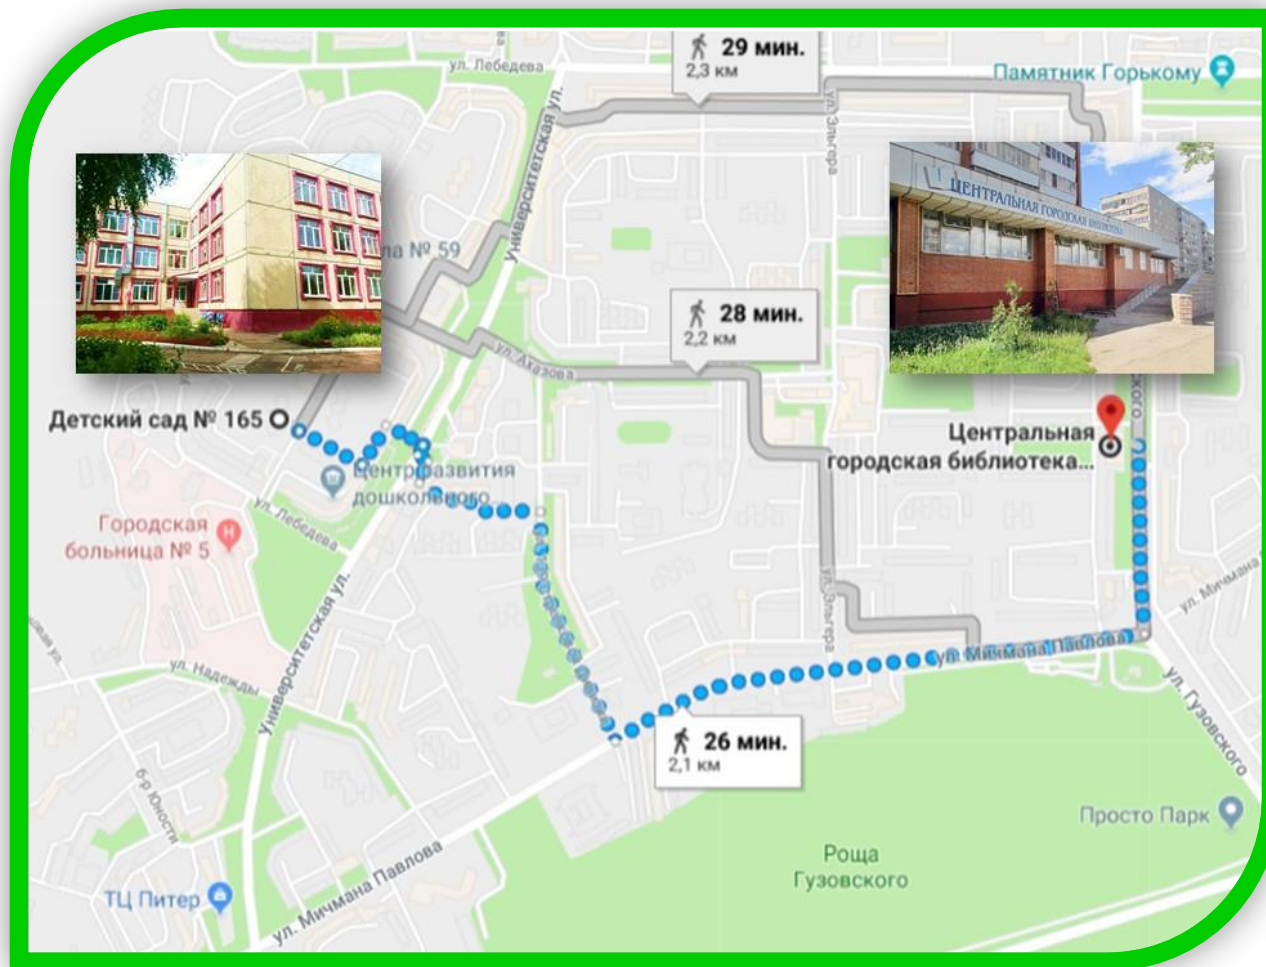 29 мин.
2,3 км
ул. Лебедева
Памятник Горькому
ул. Эльгера
Университетская ул.
ЦЕНТРАЛЬНАЯ ГОРОДСКАЯ БИБЛИОТЕКА
№ 59
28 мин.
2,2 км
ул. Ахазова
Детский сад № 165
Центральная
городская библиотека...
Центр развития
дошкольного...
ул. Лебедева
Городская
больница № 5
ул. Эльгера
ул. Мичмана
Университетская ул.
ул. Мичмана Павлова
ул. Надежды
ул. Гузовского
26 мин.
2,1 км
б-р Юности
Просто Парк
Роща
Гузовского
ТЦ Питер
ул. Мичмана Павлова